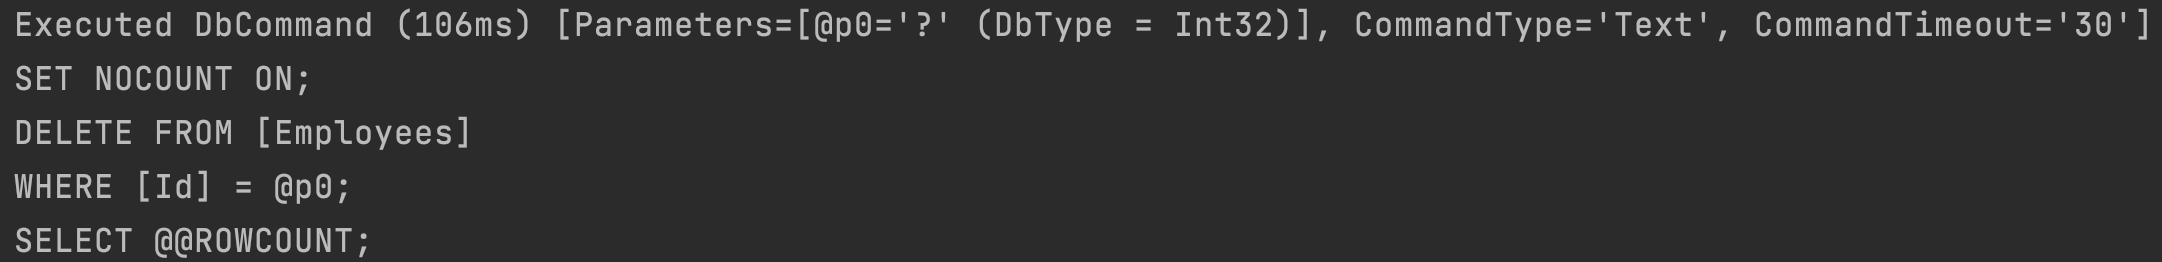 Executed DbCommand (106ms) [Parameters=[@p0='?' (DbType = Int32)], CommandType='Text', CommandTimeout='30']
SET NOCOUNT ON;
DELETE FROM [Employees]
WHERE [Id] = @p0;
SELECT @@ROWCOUNT;